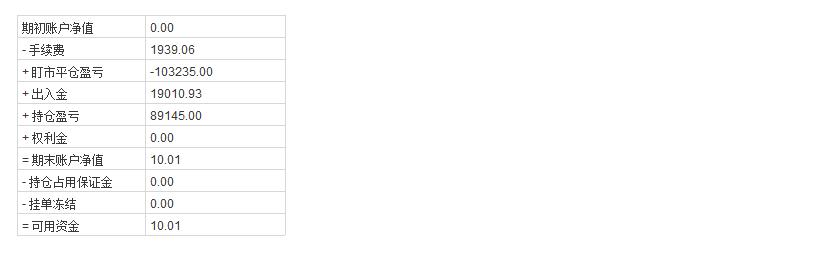 期初账户净值 0.00
- 手续费 1939.06
+ 盯市平仓盈亏 -103235.00
+ 出入金 19010.93
+ 持仓盈亏 89145.00
+ 权利金 0.00
= 期末账户净值 10.01
- 持仓占用保证金 0.00
- 挂单冻结 0.00
= 可用资金 10.01